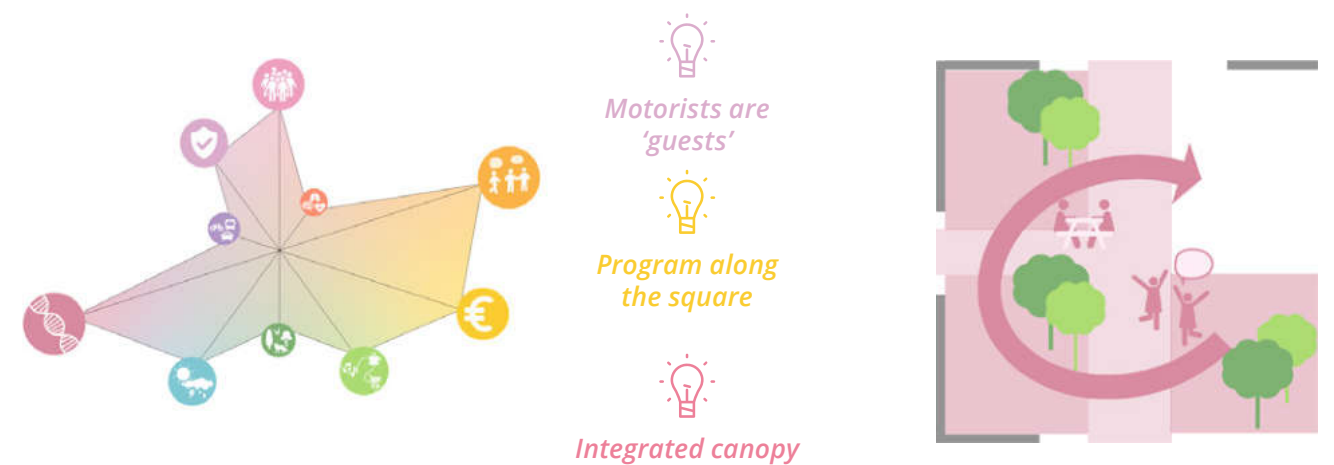 Motorists are
‘guests’
Program along
the square
€
Integrated canopy